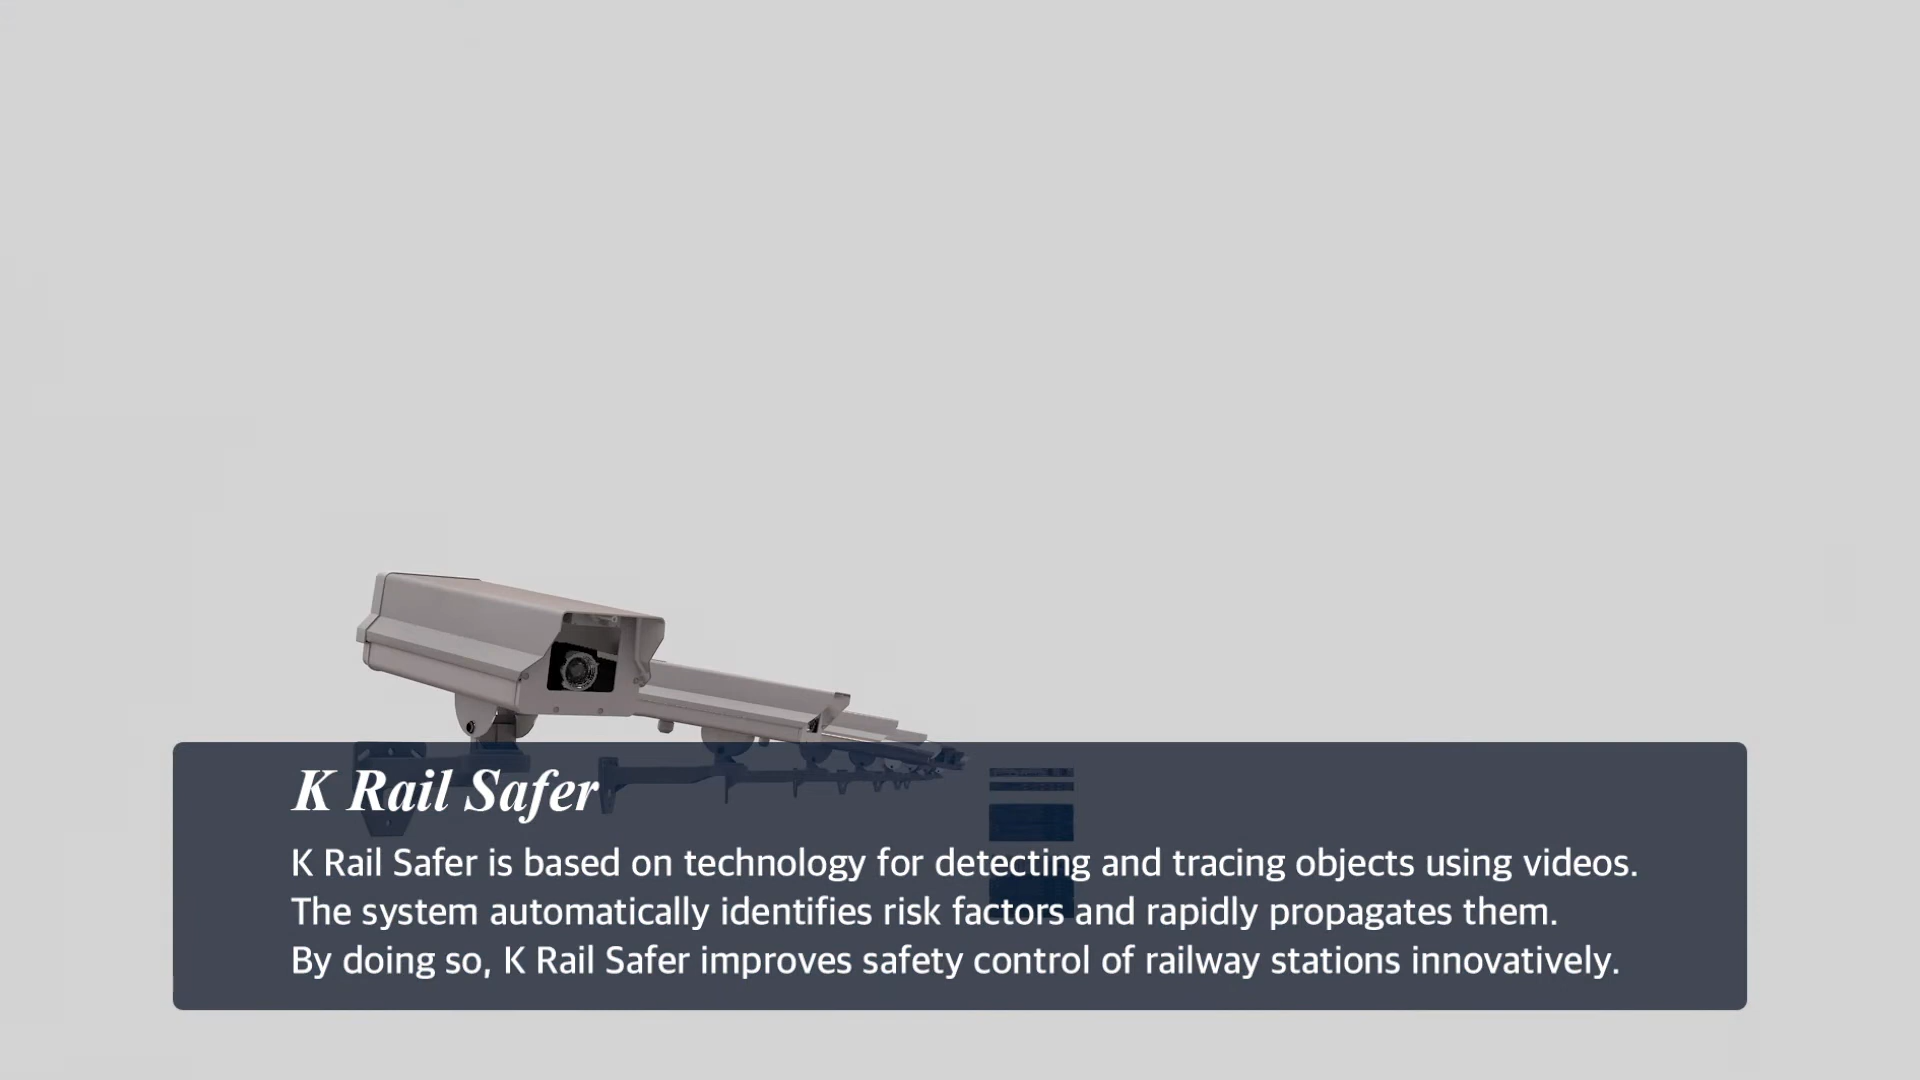 K Rail Safer
K Rail Safer is based on technology for detecting and tracing objects using videos.
The system automatically identifies risk factors and rapidly propagates them.
By doing so, K Rail Safer improves safety control of railway stations innovatively.